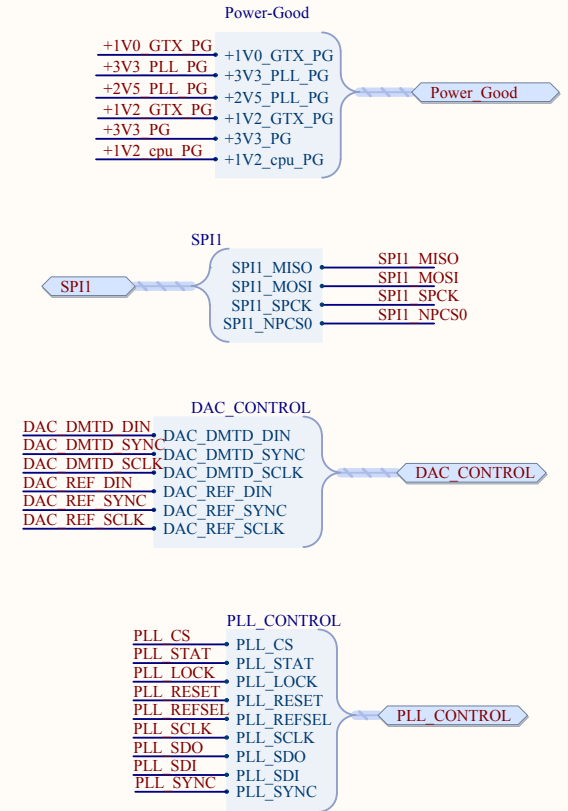 Power-Good
+1V0_GTX_PG +1V0_GTX_PG
+3V3_PLL_PG +3V3_PLL_PG
+2V5_PLL_PG +2V5_PLL_PG Power_Good
+1V2_GTX_PG +1V2_GTX_PG
+3V3_PG +3V3_PG
+1V2_cpu_PG +1V2_cpu_PG
SPI1
SPI1_MISO SPI1_MISO
SPI1 SPI1_MOSI SPI1_MOSI
SPI1_SPCK SPI1_SPCK
SPI1_NPCS0 SPI1_NPCS0
DAC_CONTROL
DAC_DMTD_DIN DAC_DMTD_DIN
DAC_DMTD_SYNC DAC_DMTD_SYNC
DAC_DMTD_SCLK DAC_DMTD_SCLK DAC_CONTROL
DAC_REF_DIN DAC_REF_DIN
DAC_REF_SYNC DAC_REF_SYNC
DAC_REF_SCLK DAC_REF_SCLK
PLL_CONTROL
PLL_CS PLL_CS
PLL_STAT PLL_STAT
PLL_LOCK PLL_LOCK
PLL_RESET PLL_RESET
PLL_REFSEL PLL_REFSEL PLL_CONTROL
PLL_SCLK PLL_SCLK
PLL_SDO PLL_SDO
PLL_SDI PLL_SDI
PLL_SYNC PLL_SYNC